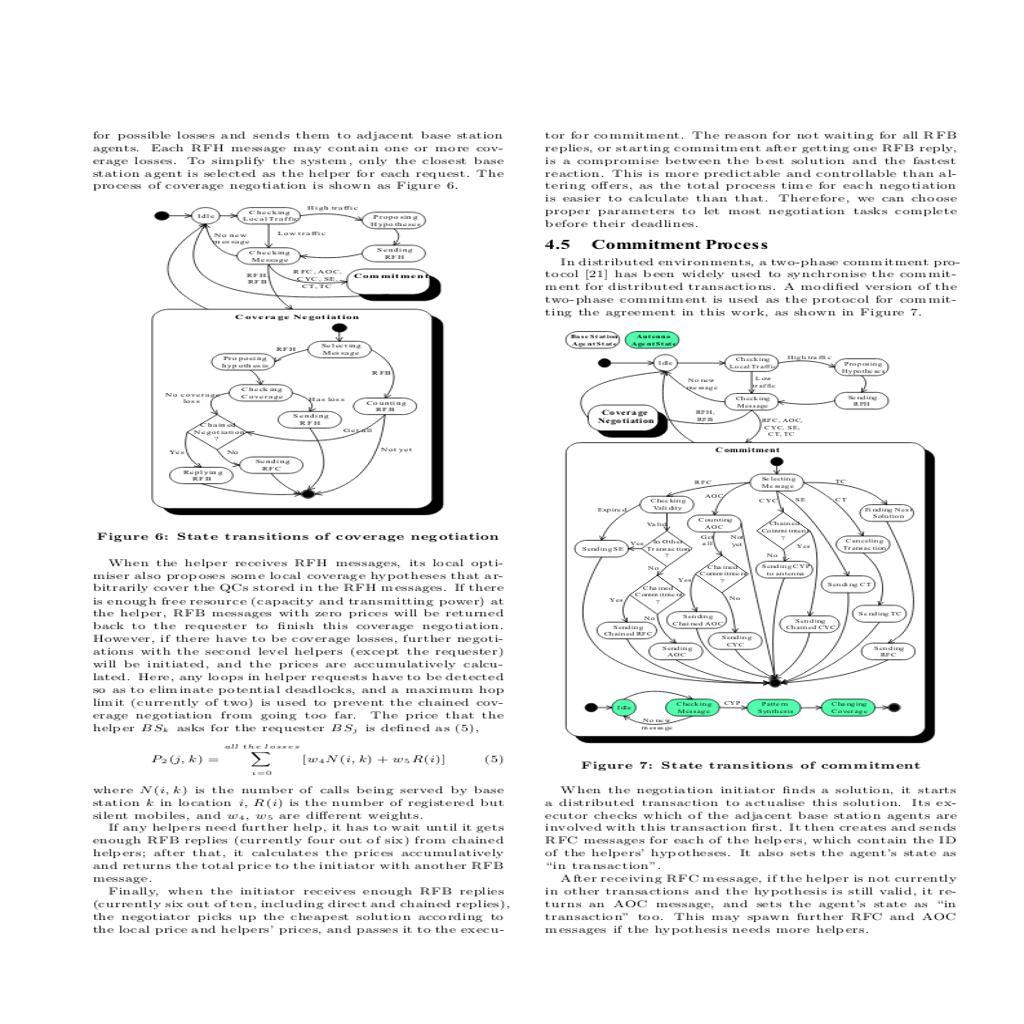 for possible losses and sends them to adjacent base station
agents. Each RFH message may contain one or more cov-
erage losses. To simplify the system, only the closest base
station agent is selected as the helper for each request. The
process of coverage negotiation is shown as Figure 6.
Idle
Checking
Local Traffic
High traffic
Proposing
Hypotheses
No new
message
Low traffic
Checking
Message
Sending
RFH
RFH,
RFB
RFC, AOC,
CYC, SE,
CT, TC
Commitment
Coverage Negotiation
Selecting
Message
RFH
Proposing
hypothesis
RFB
Checking
Coverage
No coverage
loss
Has loss
Counting
RFB
Sending
RFH
Chained
Negotiation
?
Get all
Yes
No
Not yet
Sending
RFC
Replying
RFB
Figure 6: State transitions of coverage negotiation
When the helper receives RFH messages, its local opti-
miser also proposes some local coverage hypotheses that ar-
bitrarily cover the QCs stored in the RFH messages. If there
is enough free resource (capacity and transmitting power) at
the helper, RFB messages with zero prices will be returned
back to the requester to finish this coverage negotiation.
However, if there have to be coverage losses, further negoti-
ations with the second level helpers (except the requester)
will be initiated, and the prices are accumulatively calcu-
lated. Here, any loops in helper requests have to be detected
so as to eliminate potential deadlocks, and a maximum hop
limit (currently of two) is used to prevent the chained cov-
erage negotiation from going too far. The price that the
helper BSk asks for the requester BSj is defined as (5),
all the losses
P2(j, k) = ∑ [w4N(i, k) + w5R(i)] (5)
i=0
where N(i, k) is the number of calls being served by base
station k in location i, R(i) is the number of registered but
silent mobiles, and w4, w5 are different weights.
If any helpers need further help, it has to wait until it gets
enough RFB replies (currently four out of six) from chained
helpers; after that, it calculates the prices accumulatively
and returns the total price to the initiator with another RFB
message.
Finally, when the initiator receives enough RFB replies
(currently six out of ten, including direct and chained replies),
the negotiator picks up the cheapest solution according to
the local price and helpers' prices, and passes it to the execu-
tor for commitment. The reason for not waiting for all RFB
replies, or starting commitment after getting one RFB reply,
is a compromise between the best solution and the fastest
reaction. This is more predictable and controllable than al-
tering offers, as the total process time for each negotiation
is easier to calculate than that. Therefore, we can choose
proper parameters to let most negotiation tasks complete
before their deadlines.
4.5 Commitment Process
In distributed environments, a two-phase commitment pro-
tocol [21] has been widely used to synchronise the commit-
ment for distributed transactions. A modified version of the
two-phase commitment is used as the protocol for commit-
ting the agreement in this work, as shown in Figure 7.
Base Station
Agent State
Antenna
Agent State
Idle
Checking
Local Traffic
High traffic
Proposing
Hypotheses
No new
message
Low
traffic
Checking
Message
Sending
RFH
Coverage
Negotiation
RFH,
RFB
RFC, AOC,
CYC, SE,
CT, TC
Commitment
Selecting
Message
RFC
AOC
CYC
SE
CT
TC
Checking
Validity
Expired
Valid
Counting
AOC
Chained
Commitment
?
Finding Next
Solution
Sending SE
Yes
In Other
Transaction
?
Get
all
Not
yet
Yes
No
Canceling
Transaction
Sending CYP
to antenna
No
Chained
Commitment
?
Yes
Chained
Commitment
?
Sending CT
Yes
No
No
Sending
Chained RFC
Sending
Chained AOC
Sending
Chained CYC
Sending TC
Sending
CYC
Sending
AOC
Sending
RFC
Idle
Checking
Message
CYP
Pattern
Synthesis
Changing
Coverage
No new
message
Figure 7: State transitions of commitment
When the negotiation initiator finds a solution, it starts
a distributed transaction to actualise this solution. Its ex-
ecutor checks which of the adjacent base station agents are
involved with this transaction first. It then creates and sends
RFC messages for each of the helpers, which contain the ID
of the helpers' hypotheses. It also sets the agent's state as
"in transaction".
After receiving RFC message, if the helper is not currently
in other transactions and the hypothesis is still valid, it re-
turns an AOC message, and sets the agent's state as "in
transaction" too. This may spawn further RFC and AOC
messages if the hypothesis needs more helpers.